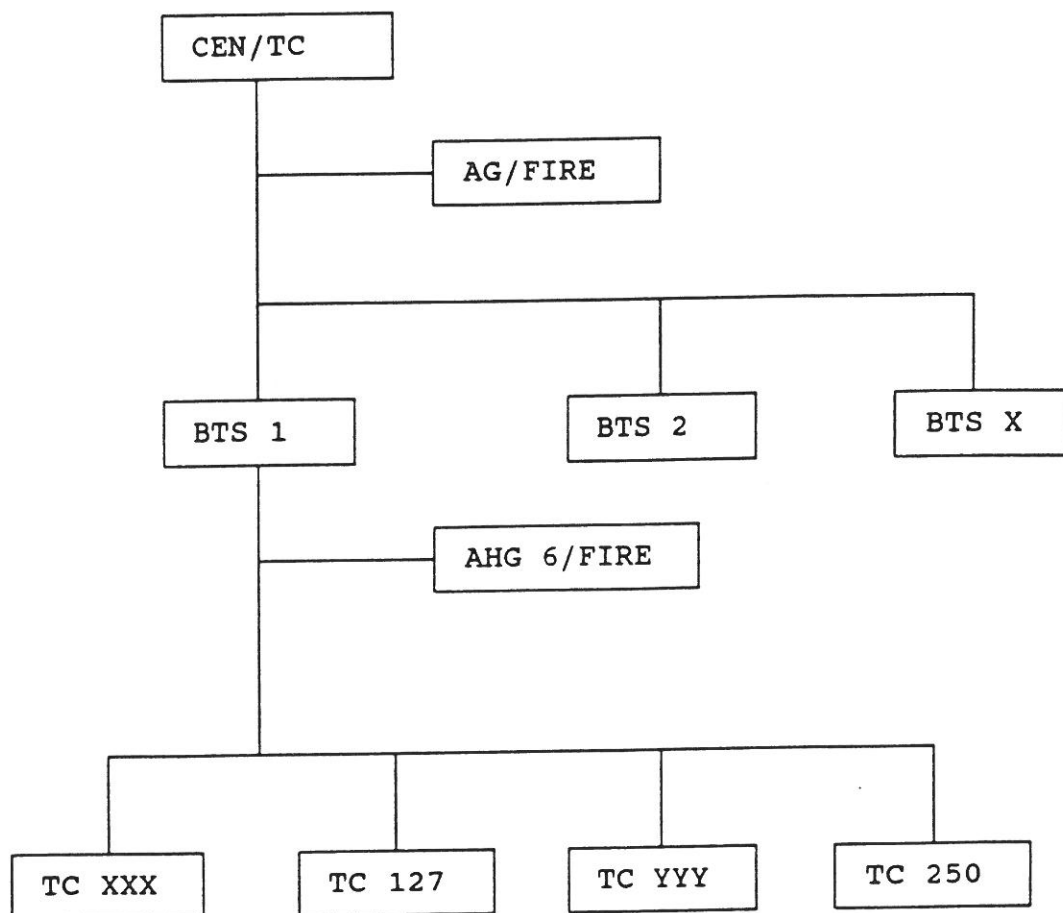 CEN/TC
AG/FIRE
BTS 1
BTS 2
BTS X
AHG 6/FIRE
TC XXX
TC 127
TC YYY
TC 250